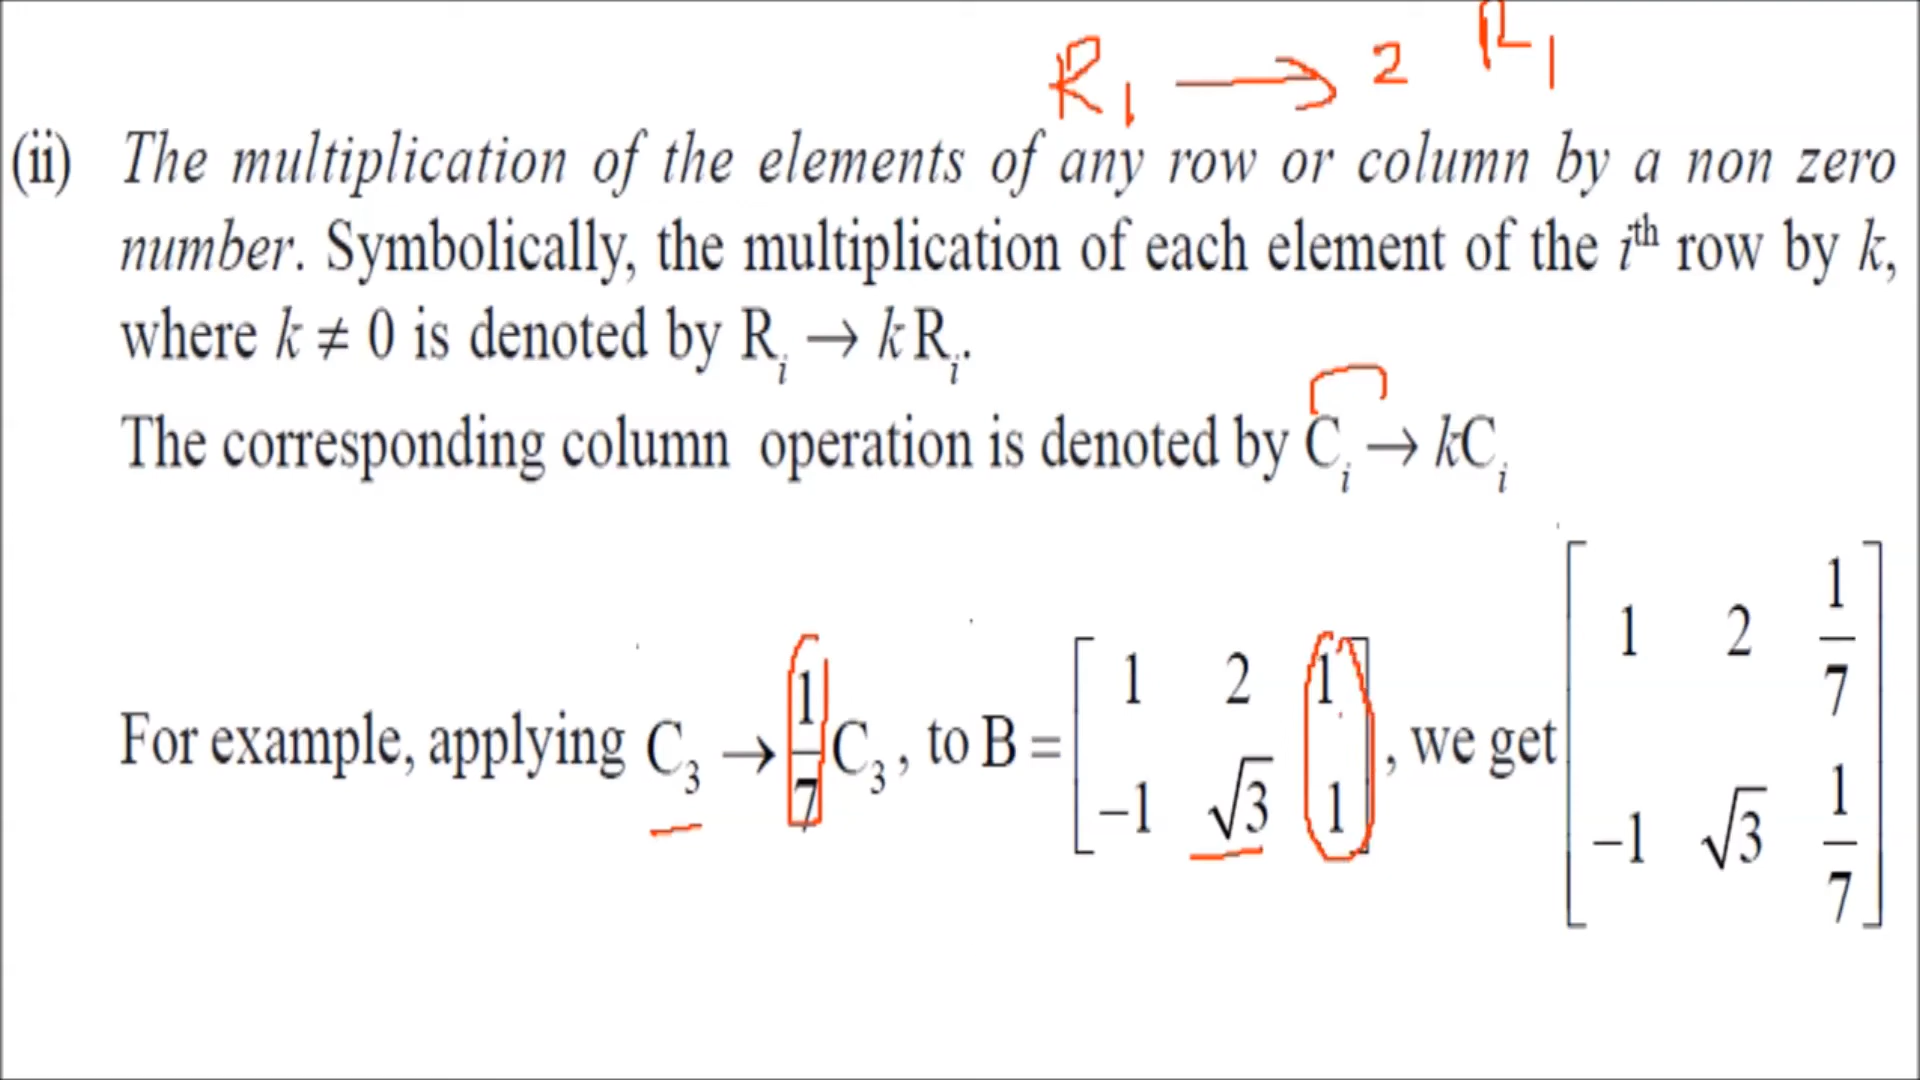 R₁ → 2 R₁
(ii) The multiplication of the elements of any row or column by a non zero
number. Symbolically, the multiplication of each element of the iᵗʰ row by k,
where k ≠ 0 is denoted by Rᵢ → kRᵢ.
The corresponding column operation is denoted by Cᵢ → kCᵢ
For example, applying C₃ → 1/7 C₃, to B = [1 2 1; −1 √3 1], we get [1 2 1/7; −1 √3 1/7]